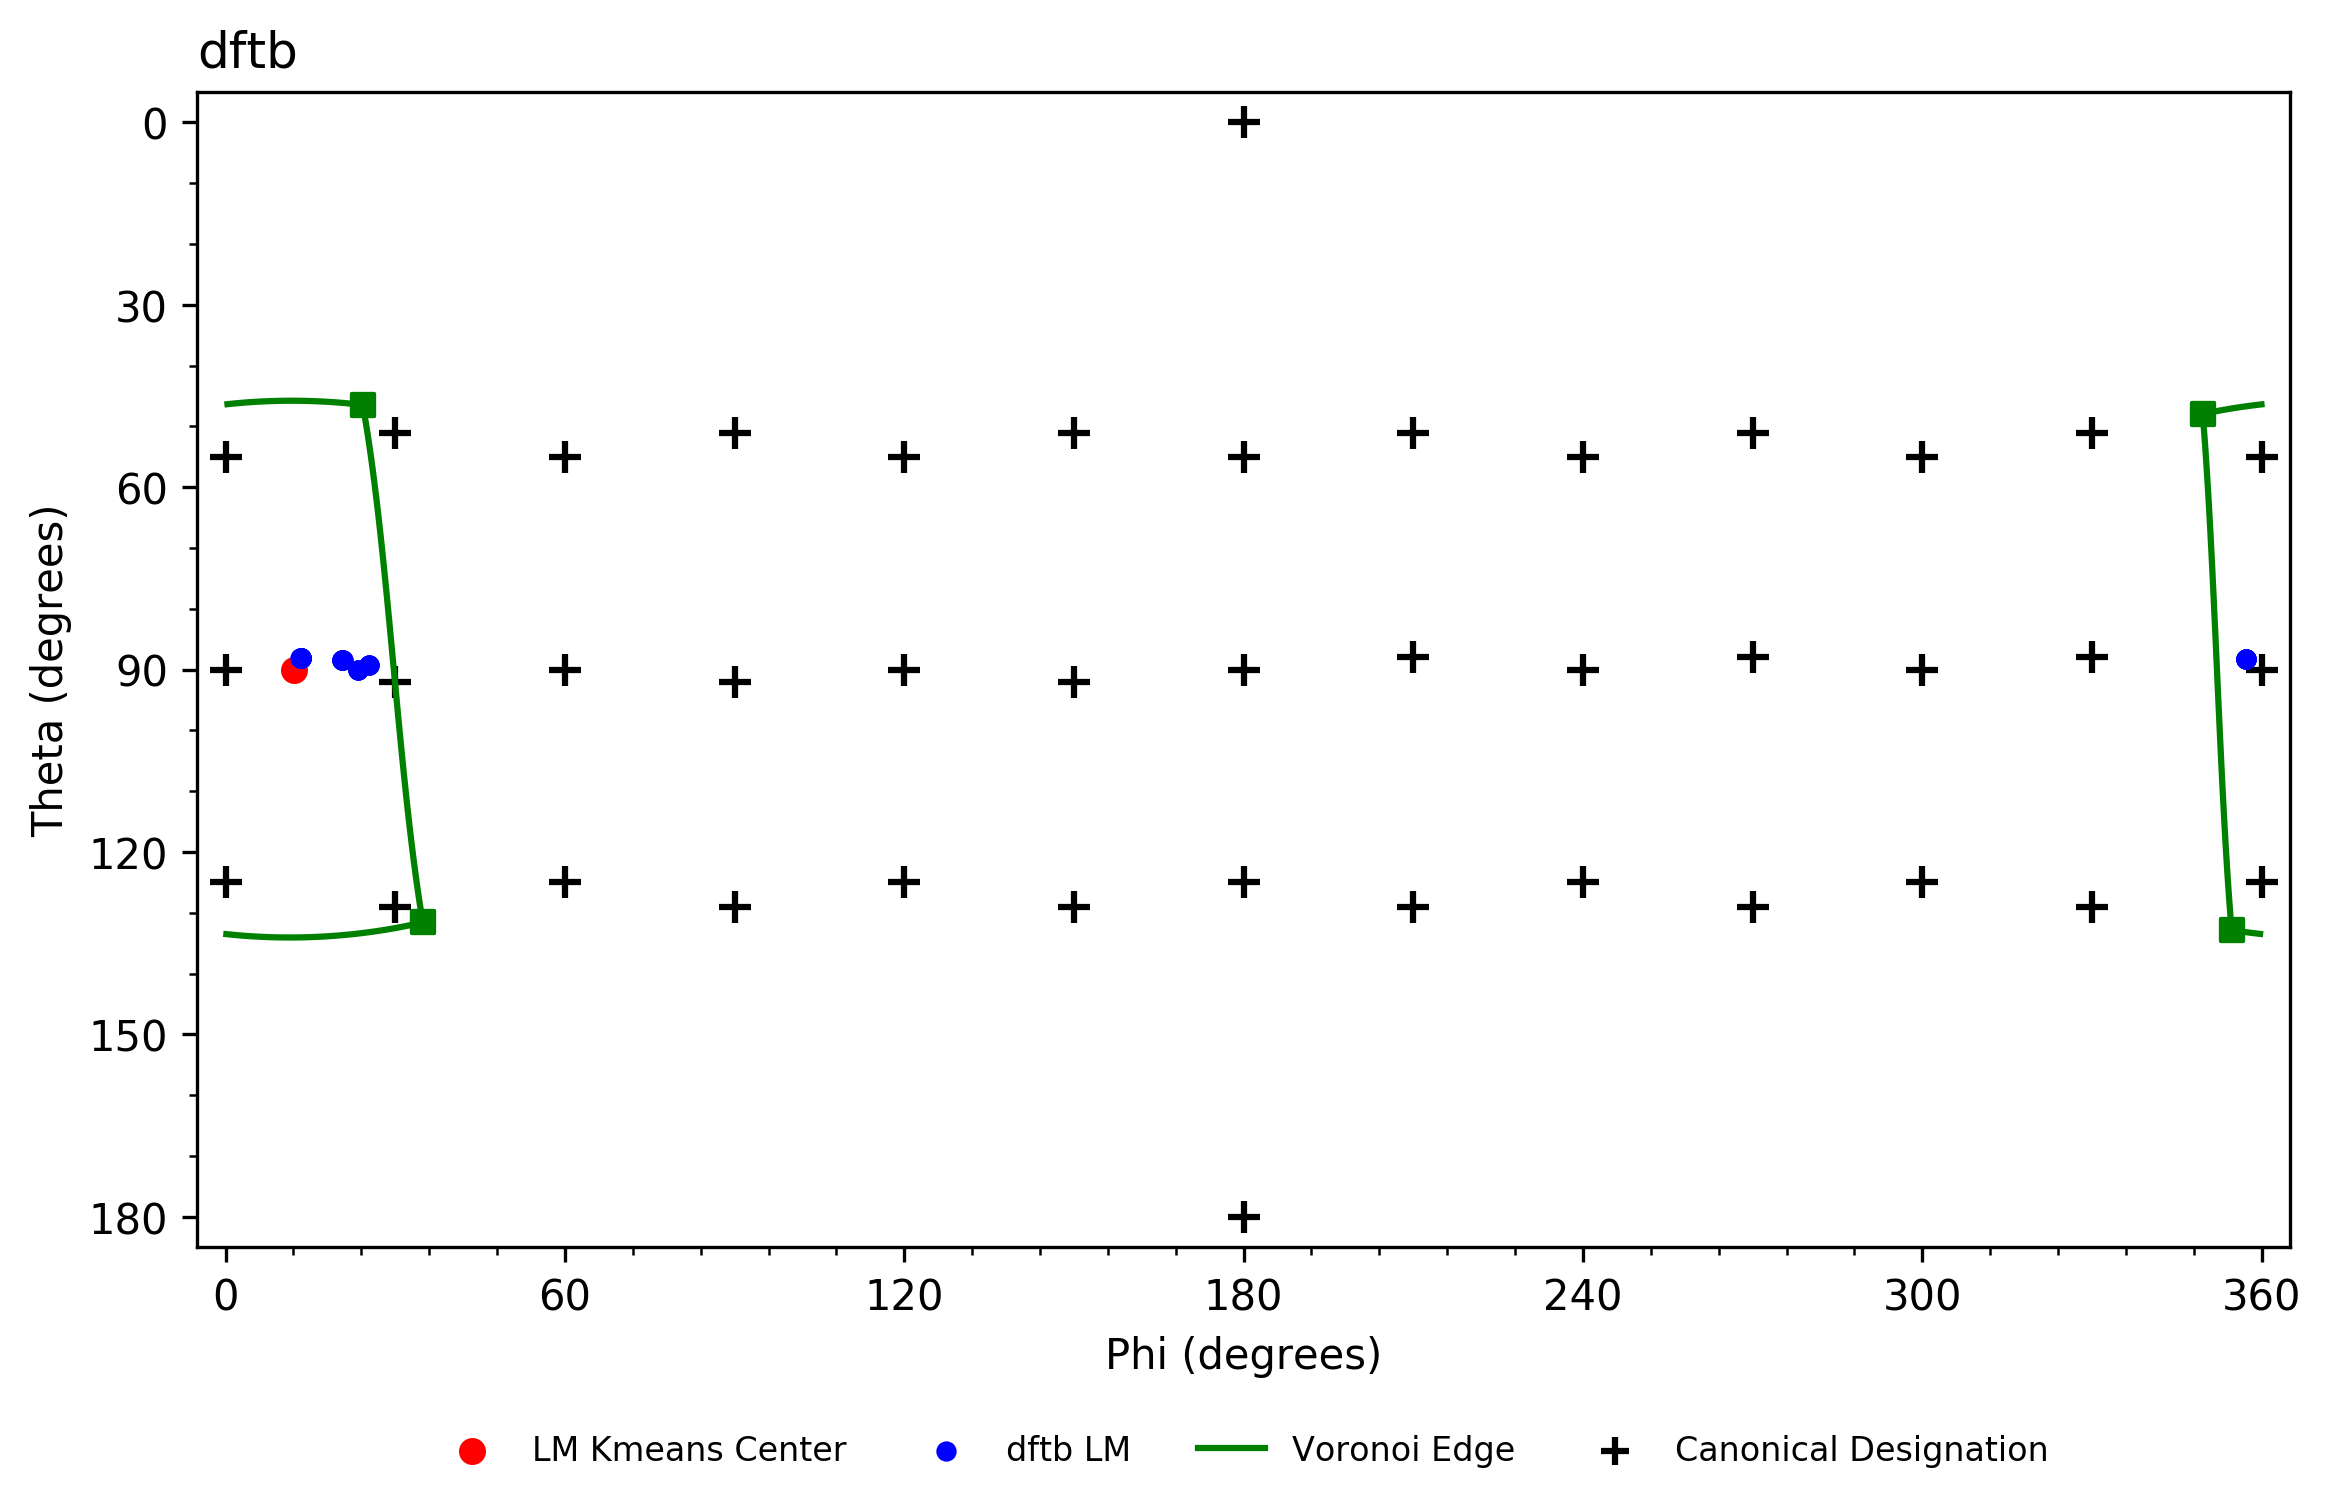 dftb
0
30
60
90
120
150
180
Theta (degrees)
0 60 120 180 240 300 360
Phi (degrees)
LM Kmeans Center dftb LM Voronoi Edge Canonical Designation